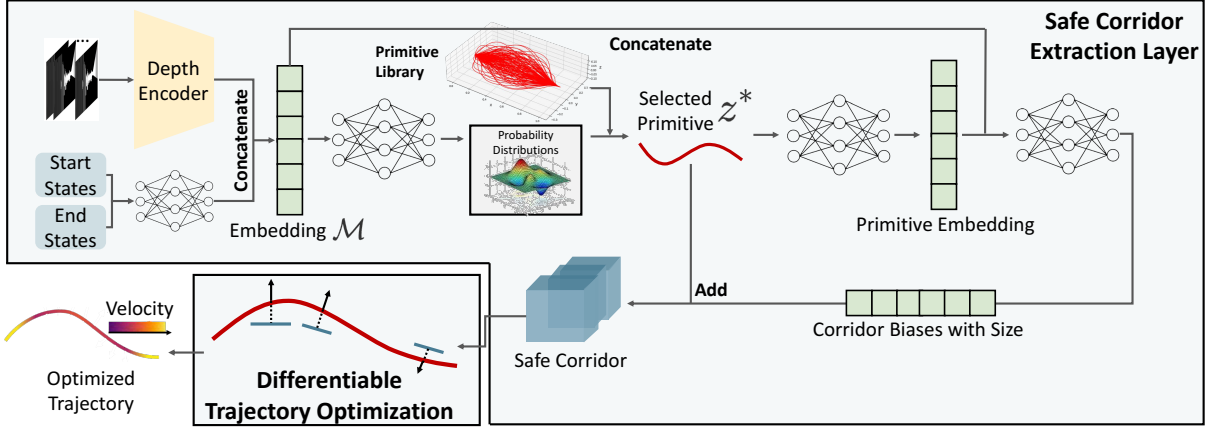 Safe Corridor
Extraction Layer
...
Depth
Encoder
Concatenate
Start
States
End
States
Embedding M
Primitive
Library
Concatenate
Probability
Distributions
Selected
Primitive z*
Primitive Embedding
Add
Corridor Biases with Size
Safe Corridor
Differentiable
Trajectory Optimization
Velocity
Optimized
Trajectory